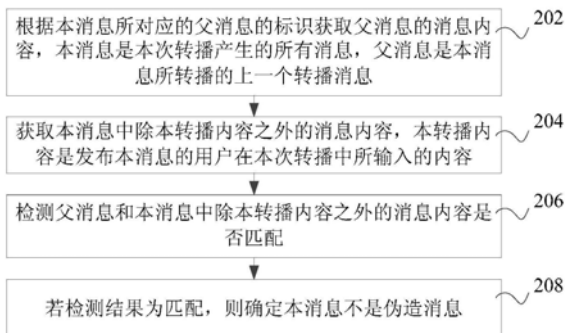 根据本消息所对应的父消息的标识获取父消息的消息内
容，本消息是本次转播产生的所有消息，父消息是本消
息所转播的上一个转播消息
202
获取本消息中除本转播内容之外的消息内容，本转播内
容是发布本消息的用户在本次转播中所输入的内容
204
检测父消息和本消息中除本转播内容之外的消息内容是
否匹配
206
若检测结果为匹配，则确定本消息不是伪造消息
208